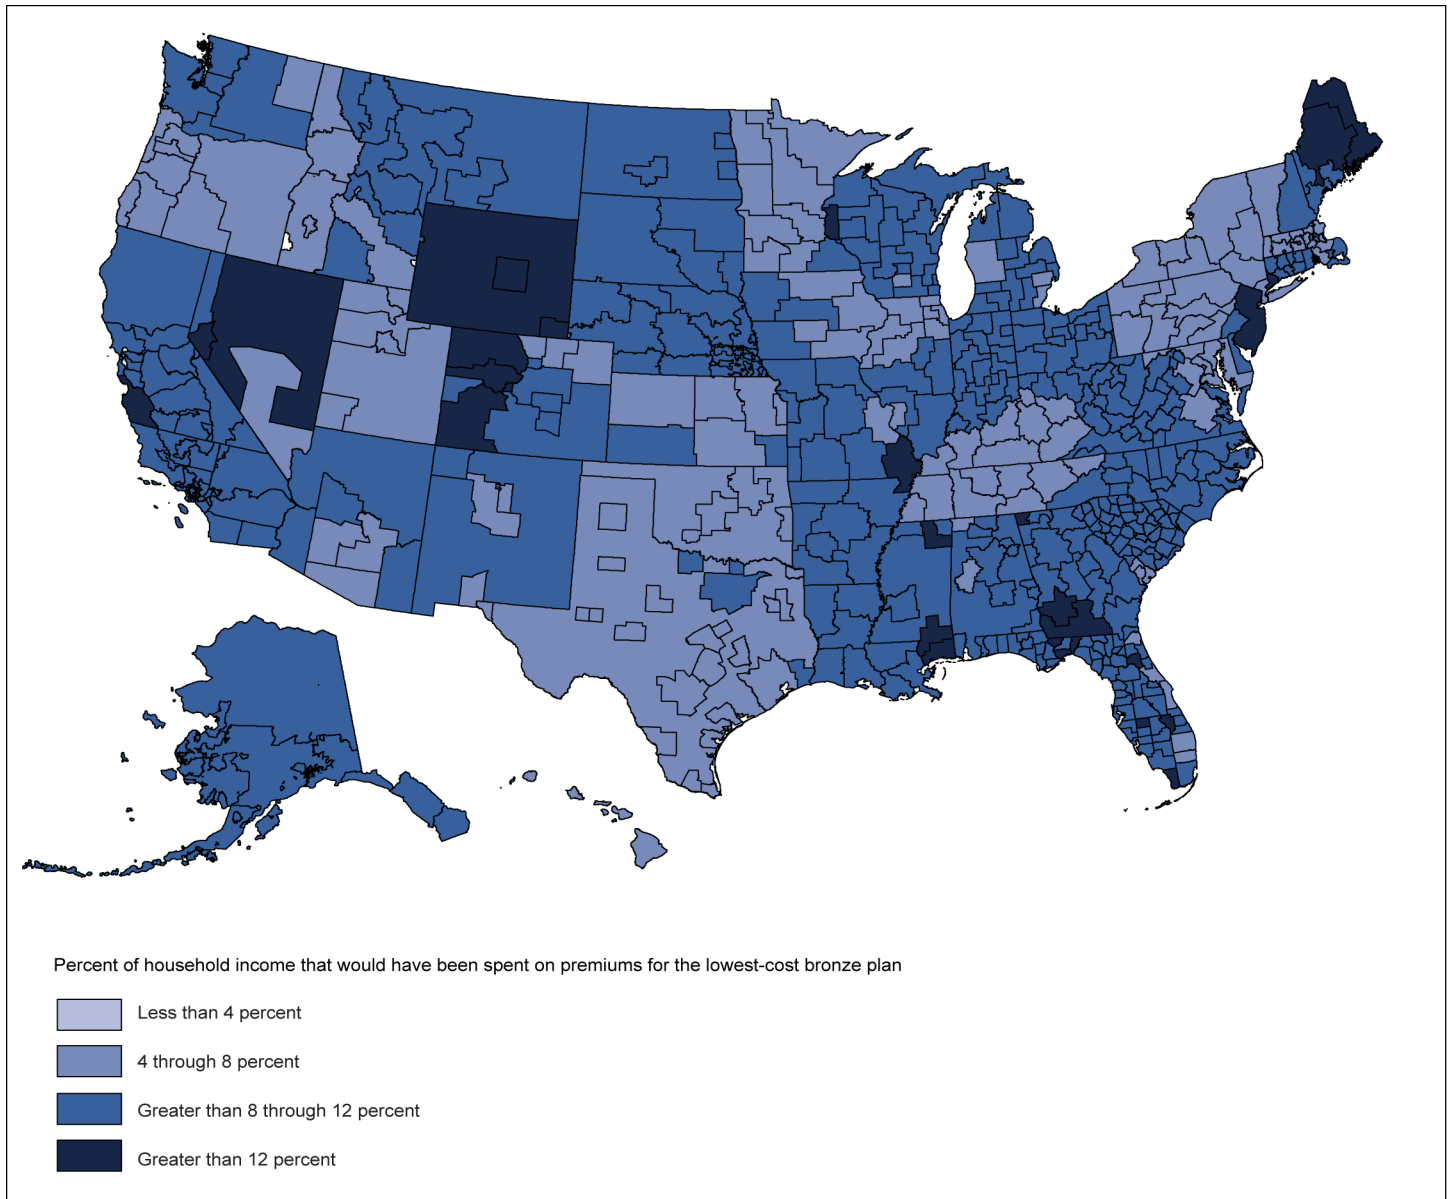 Percent of household income that would have been spent on premiums for the lowest-cost bronze plan
Less than 4 percent
4 through 8 percent
Greater than 8 through 12 percent
Greater than 12 percent